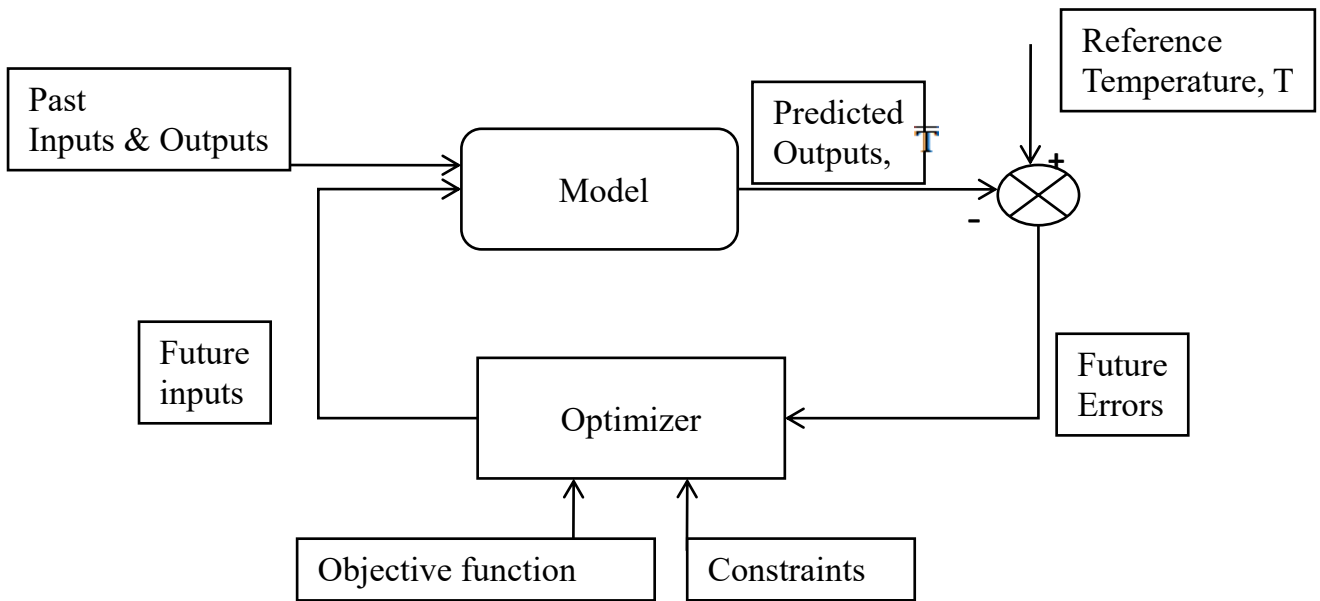 Reference
Temperature, T
Past
Inputs & Outputs
Predicted
Outputs, T̿
Model
+
-
Future
inputs
Optimizer
Future
Errors
Objective function
Constraints